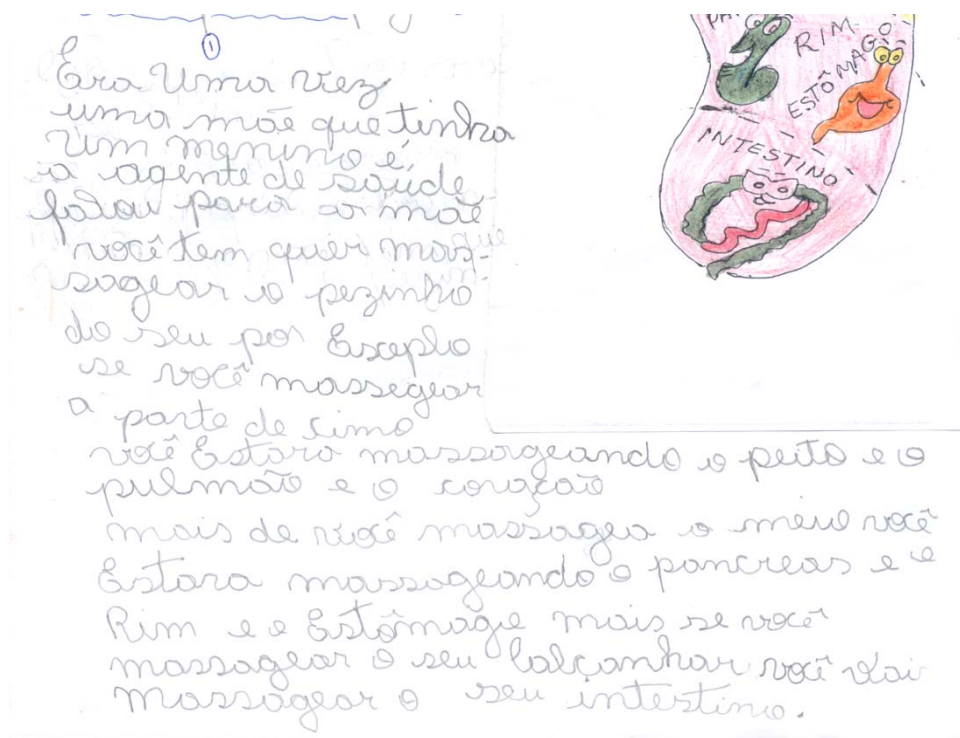 1
Era Uma vez
uma mãe que tinha
um menino e,
a agente de saúde
falou para a mãe
você tem quer mas-
sagear o pezinho
do seu por Exceplo
se você massegear
a parte de cima
você Estara massageando o peito e o
pulmão e o coração
mais de você massagea o meul você
Estara massageando o pancreas e o
Rim e o Estômago mais se você
massagear o seu calcanhar você vai
Massagear o seu intestino.
RIM
ESTÔMAGO
INTESTINO